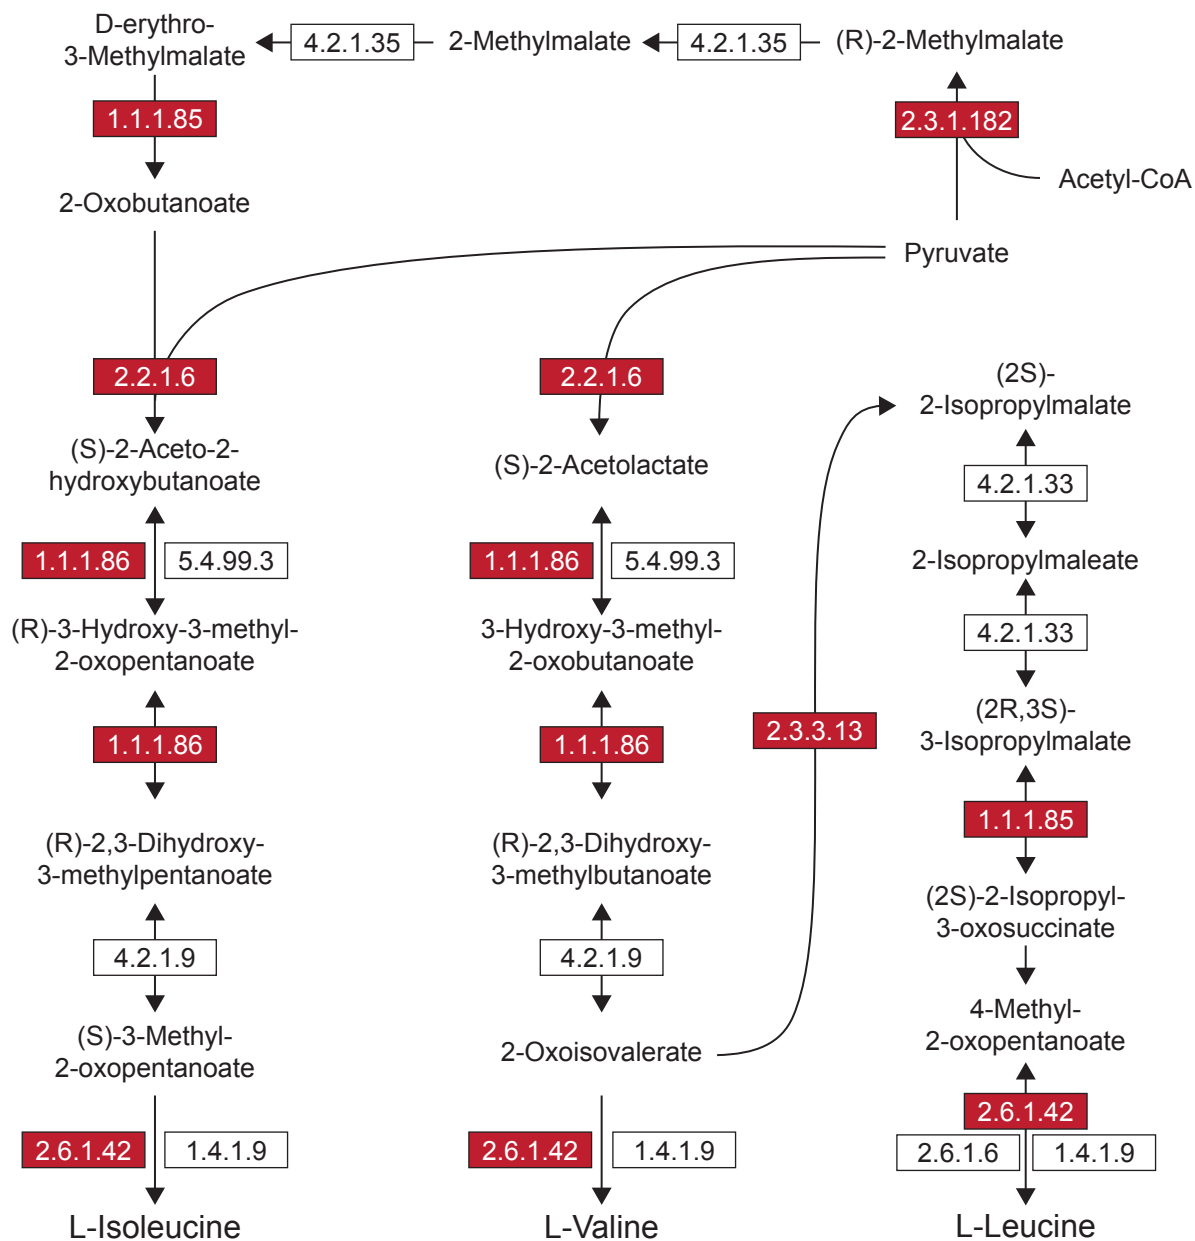 D-erythro-
3-Methylmalate
4.2.1.35
2-Methylmalate
4.2.1.35
(R)-2-Methylmalate
1.1.1.85
2.3.1.182
Acetyl-CoA
2-Oxobutanoate
Pyruvate
2.2.1.6
2.2.1.6
(2S)-
2-Isopropylmalate
(S)-2-Aceto-2-
hydroxybutanoate
(S)-2-Acetolactate
4.2.1.33
1.1.1.86
5.4.99.3
1.1.1.86
5.4.99.3
2-Isopropylmaleate
(R)-3-Hydroxy-3-methyl-
2-oxopentanoate
3-Hydroxy-3-methyl-
2-oxobutanoate
4.2.1.33
(2R,3S)-
3-Isopropylmalate
1.1.1.86
1.1.1.86
2.3.3.13
1.1.1.85
(R)-2,3-Dihydroxy-
3-methylpentanoate
(R)-2,3-Dihydroxy-
3-methylbutanoate
(2S)-2-Isopropyl-
3-oxosuccinate
4.2.1.9
4.2.1.9
4-Methyl-
2-oxopentanoate
(S)-3-Methyl-
2-oxopentanoate
2-Oxoisovalerate
2.6.1.42
2.6.1.42
1.4.1.9
2.6.1.42
1.4.1.9
2.6.1.6
1.4.1.9
L-Isoleucine
L-Valine
L-Leucine